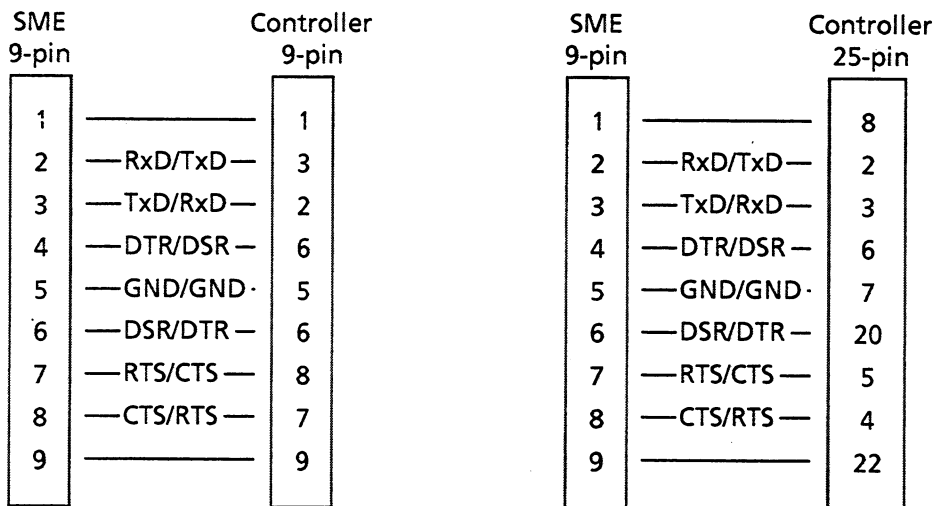 SME Controller
9-pin 9-pin
1 1
2 RxD/TxD 3
3 TxD/RxD 2
4 DTR/DSR 6
5 GND/GND 5
6 DSR/DTR 6
7 RTS/CTS 8
8 CTS/RTS 7
9 9
SME Controller
9-pin 25-pin
1 8
2 RxD/TxD 2
3 TxD/RxD 3
4 DTR/DSR 6
5 GND/GND 7
6 DSR/DTR 20
7 RTS/CTS 5
8 CTS/RTS 4
9 22